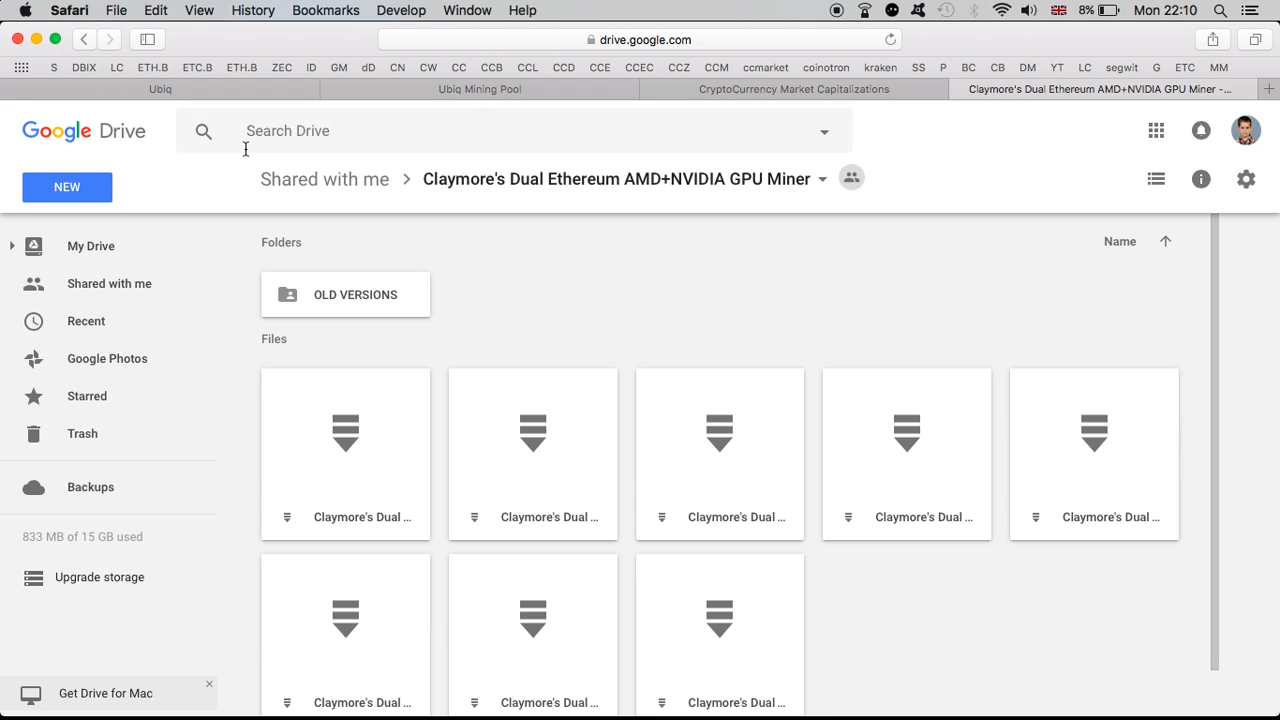 Safari File Edit View History Bookmarks Develop Window Help 8% Mon 22:10
drive.google.com
S DBIX LC ETH.B ETC.B ETH.B ZEC ID GM dD CN CW CC CCB CCL CCD CCE CCEC CCZ CCM ccmarket coinotron kraken SS P BC CB DM YT LC segwit G ETC MM
Ubiq Ubiq Mining Pool CryptoCurrency Market Capitalizations Claymore's Dual Ethereum AMD+NVIDIA GPU Miner -...
Google Drive Search Drive
NEW Shared with me > Claymore's Dual Ethereum AMD+NVIDIA GPU Miner
Folders Name
My Drive
Shared with me
OLD VERSIONS
Recent
Files
Google Photos
Starred
Trash
Backups
Claymore's Dual ... Claymore's Dual ... Claymore's Dual ... Claymore's Dual ... Claymore's Dual ...
833 MB of 15 GB used
Upgrade storage
Get Drive for Mac
Claymore's Dual ... Claymore's Dual ... Claymore's Dual ...